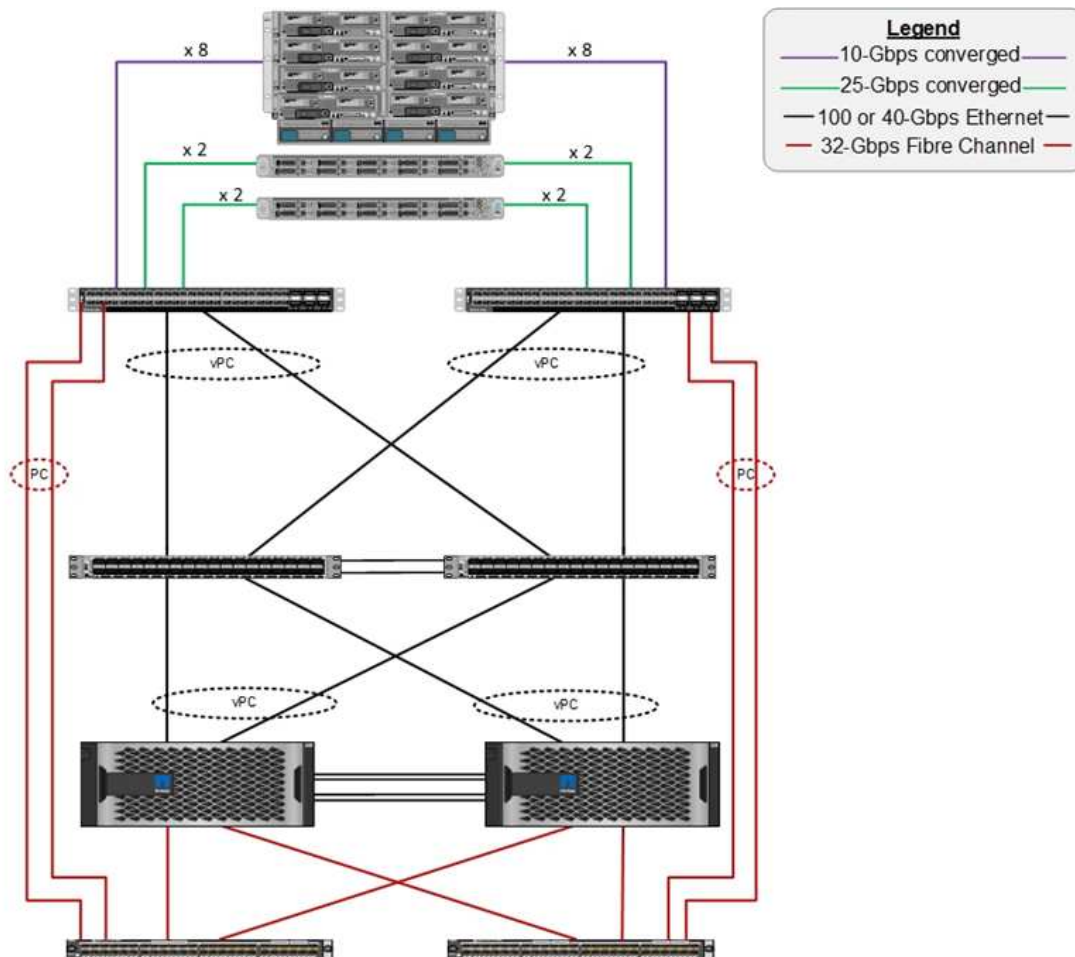 Legend
10-Gbps converged
25-Gbps converged
100 or 40-Gbps Ethernet
32-Gbps Fibre Channel
x 8
x 8
x 2
x 2
x 2
x 2
vPC
vPC
PC
PC
vPC
vPC